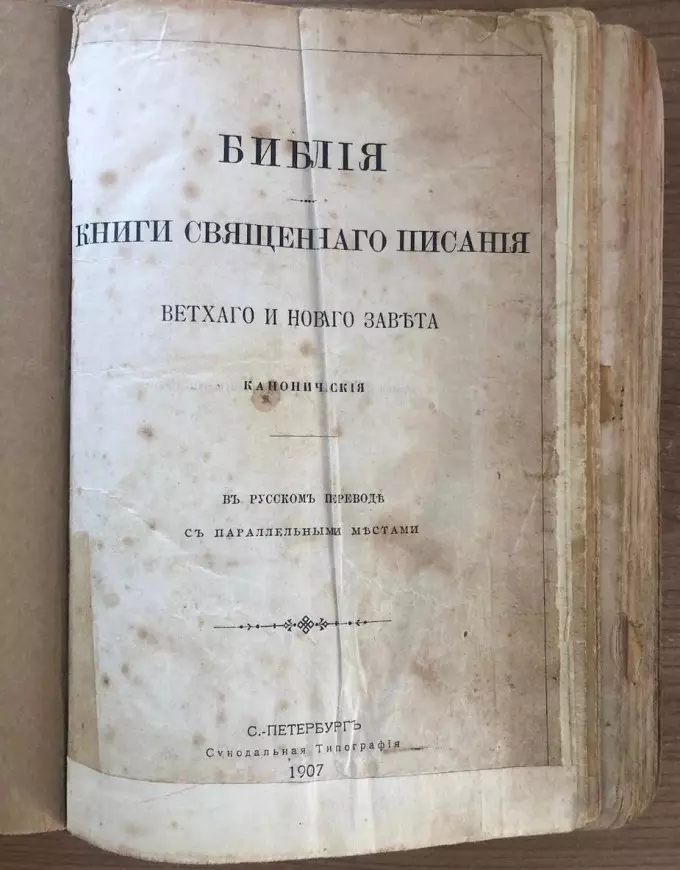 БИБЛІЯ
КНИГИ СВЯЩЕННАГО ПИСАНІЯ
ВЕТХАГО И НОВАГО ЗАВѢТА
КАНОНИЧЕСКІЯ
ВЪ РУССКОМЪ ПЕРЕВОДѢ
СЪ ПАРАЛЛЕЛЬНЫМИ МѢСТАМИ
С.-ПЕТЕРБУРГЪ
Сѵнодальная Типографія
1907